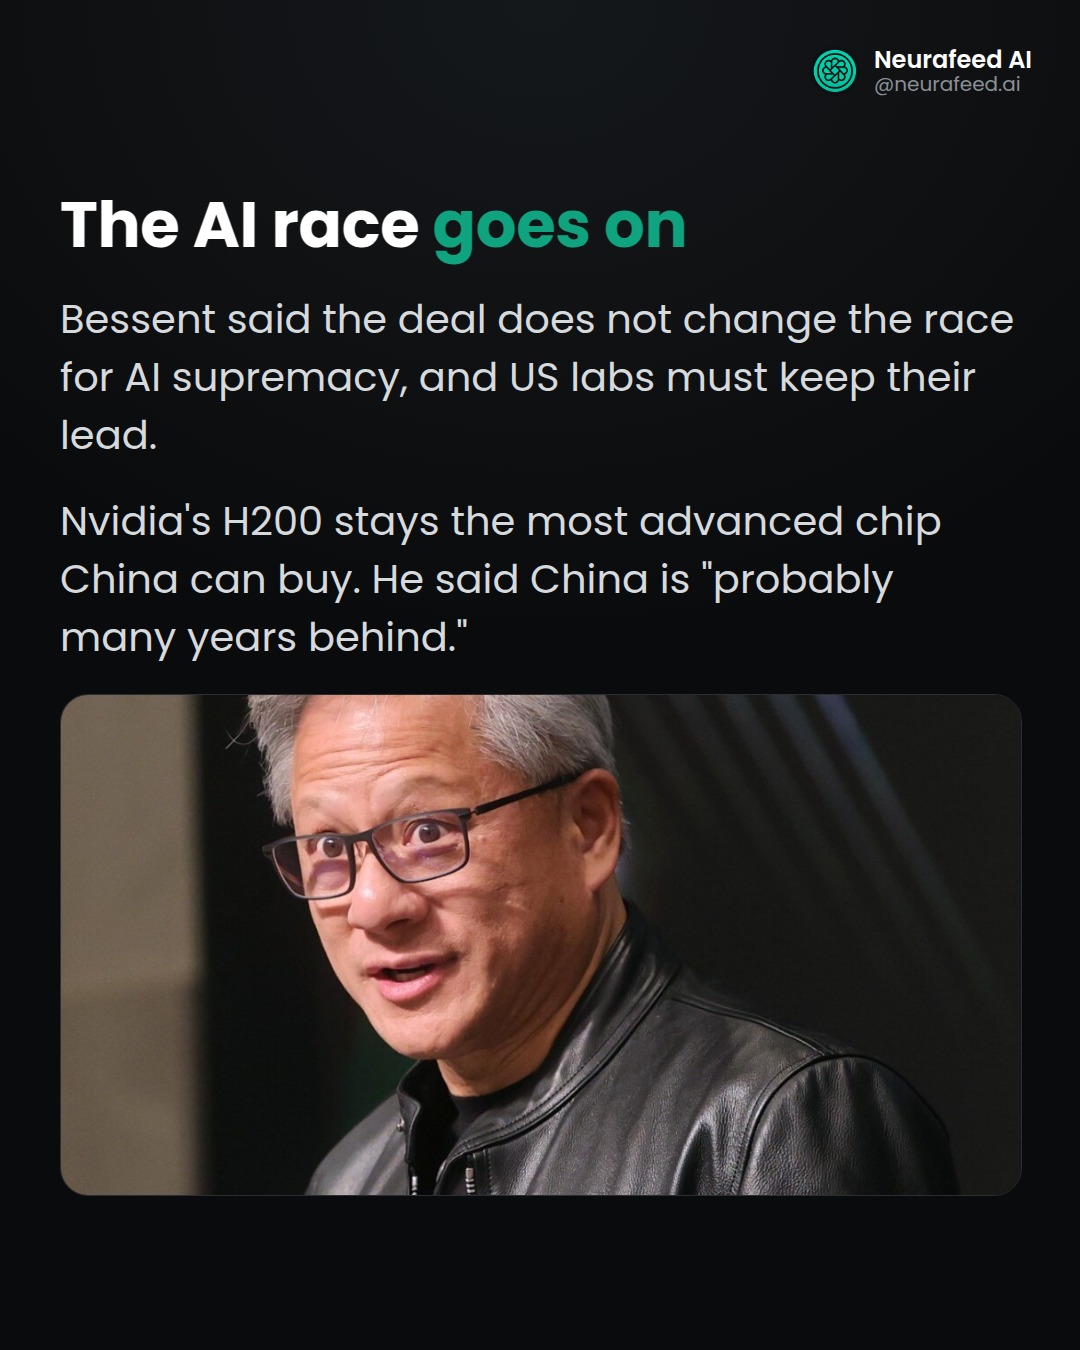 Neurafeed AI
@neurafeed.ai
The AI race goes on
Bessent said the deal does not change the race
for AI supremacy, and US labs must keep their
lead.
Nvidia's H200 stays the most advanced chip
China can buy. He said China is "probably
many years behind."